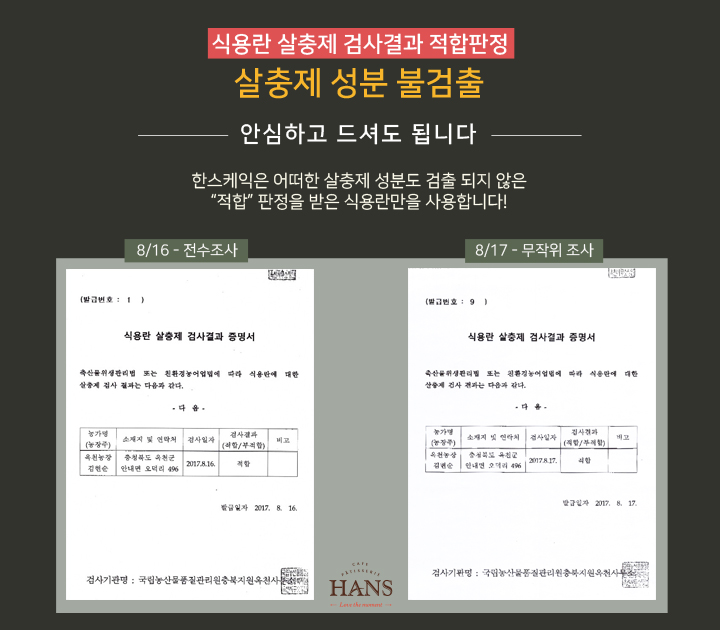 식용란 살충제 검사결과 적합판정
살충제 성분 불검출
안심하고 드셔도 됩니다
한스케익은 어떠한 살충제 성분도 검출 되지 않은
“적합” 판정을 받은 식용란만을 사용합니다!
8/16 - 전수조사
(발급번호 : 1 )
식용란 살충제 검사결과 증명서
축산물위생관리법 또는 친환경농어업법에 따라 식용란에 대한
살충제 검사 결과는 다음과 같다.
- 다 음 -
농가명 (농장주) 소재지 및 연락처 검사일자 검사결과 (적합/부적합) 비고
옥천농장 김현순 충청북도 옥천군 안내면 오덕리 496 2017.8.16. 적합
발급일자 2017. 8. 16.
검사기관명 : 국립농산물품질관리원충북지원옥천사무소
8/17 - 무작위 조사
(발급번호 : 9 )
식용란 살충제 검사결과 증명서
축산물위생관리법 또는 친환경농어업법에 따라 식용란에 대한
살충제 검사 결과는 다음과 같다.
- 다 음 -
농가명 (농장주) 소재지 및 연락처 검사일자 검사결과 (적합/부적합) 비고
옥천농장 김현순 충청북도 옥천군 안내면 오덕리 496 2017.8.17. 적합
발급일자 2017. 8. 17.
검사기관명 : 국립농산물품질관리원충북지원옥천사무소
CAFE
PATISSERIE
HANS
Love the moment